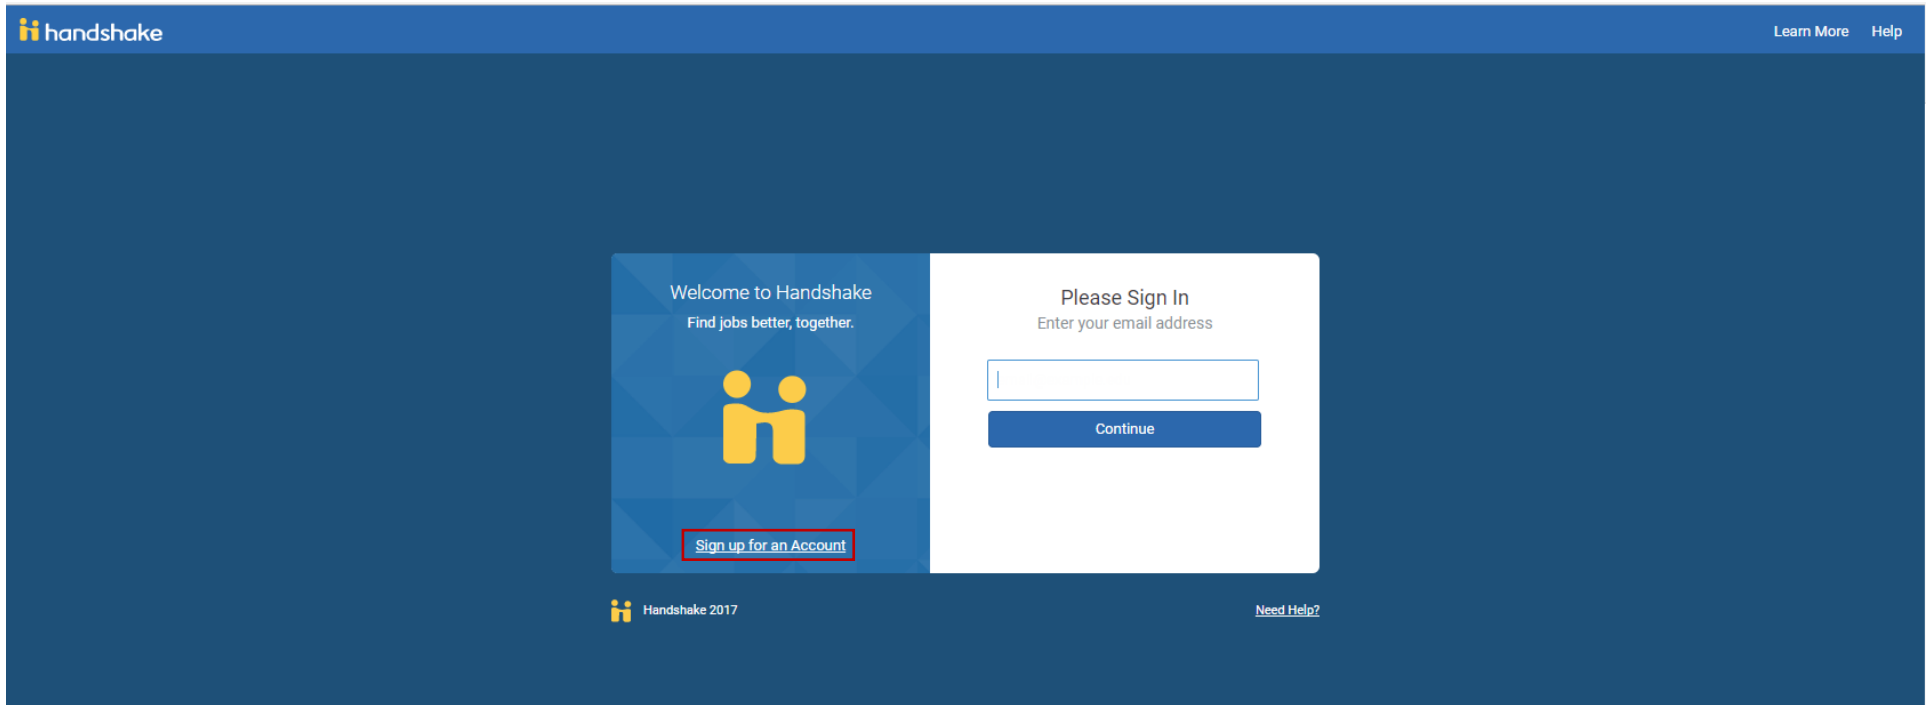 handshake
Learn More Help
Welcome to Handshake
Find jobs better, together.
Sign up for an Account
Please Sign In
Enter your email address
Continue
Handshake 2017
Need Help?